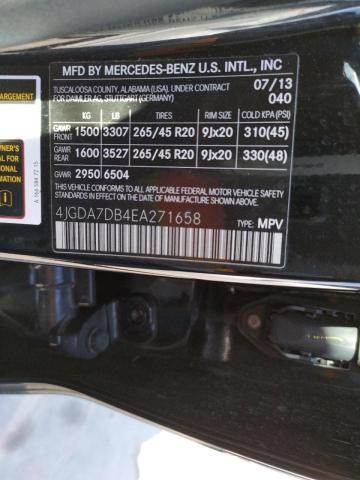 MFD BY MERCEDES-BENZ U.S. INTL., INC
TUSCALOOSA COUNTY, ALABAMA (USA). UNDER CONTRACT
FOR DAIMLER AG, STUTTGART (GERMANY)
07/13
040
KG LB TIRES RIM SIZE COLD KPA (PSI)
GAWR FRONT 1500 3307 265/45 R20 9Jx20 310(45)
GAWR REAR 1600 3527 265/45 R20 9Jx20 330(48)
GVWR 2950 6504
THIS VEHICLE CONFORMS TO ALL APPLICABLE FEDERAL MOTOR VEHICLE
SAFETY STANDARDS IN EFFECT ON THE DATE OF MANUFACTURE SHOWN ABOVE.
4JGDA7DB4EA271658
TYPE: MPV
ARGEMENT
OWNER'S